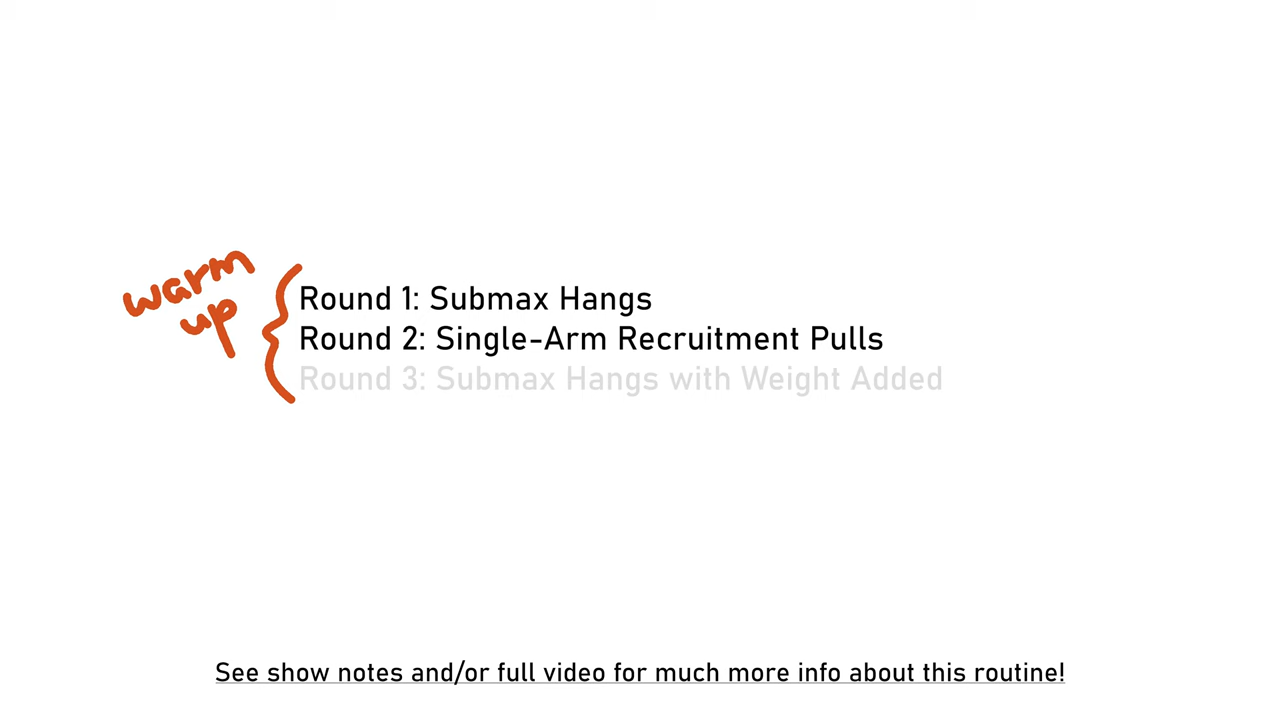 warm
up
Round 1: Submax Hangs
Round 2: Single-Arm Recruitment Pulls
Round 3: Submax Hangs with Weight Added
See show notes and/or full video for much more info about this routine!